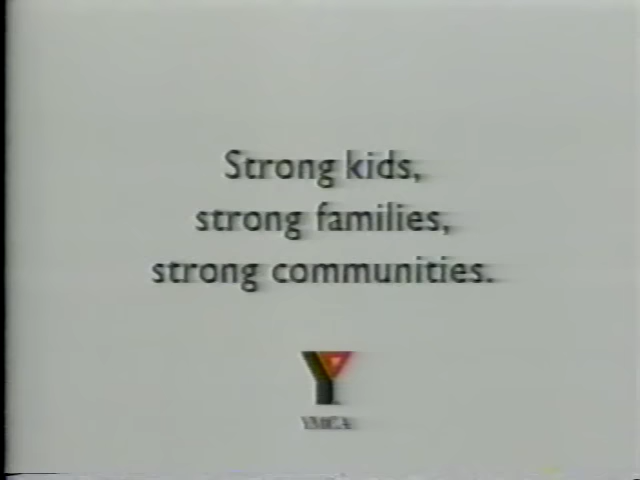 Strong kids,
strong families,
strong communities.
YMCA